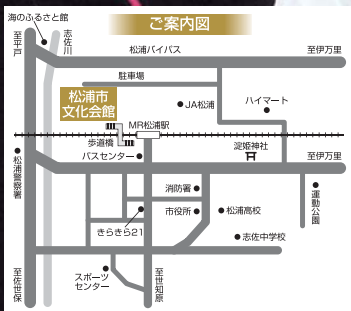 ご案内図
海のふるさと館
至平戸
志佐川
松浦バイパス
至伊万里
駐車場
松浦市
文化会館
JA松浦
ハイマート
MR松浦駅
歩道橋
淀姫神社
バスセンター
至伊万里
松浦警察署
消防署
市役所
松浦高校
運動公園
きらきら21
志佐中学校
スポーツ
センター
至佐世保
至世知原